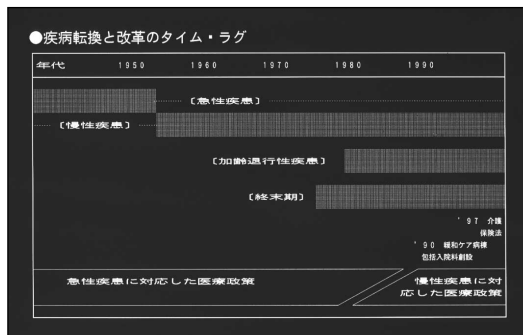 ●疾病転換と改革のタイム・ラグ
年代 1950 1960 1970 1980 1990
〔急性疾患〕
〔慢性疾患〕
〔加齢退行性疾患〕
〔終末期〕
'97 介護
保険法
'90 緩和ケア病棟
包括入院科創設
急性疾患に対応した医療政策
慢性疾患に対
応した医療政策